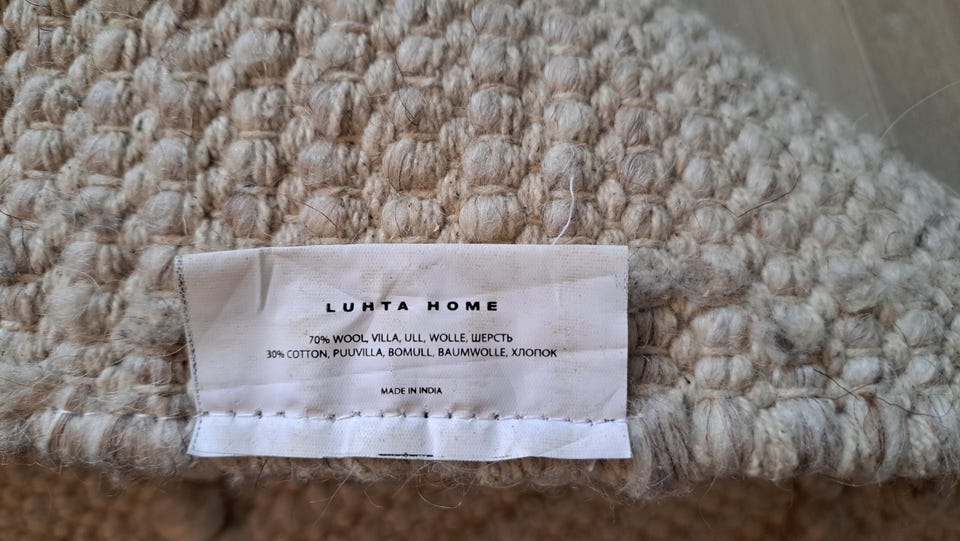 LUHTA HOME
70% WOOL, VILLA, ULL, WOLLE, ШЕРСТЬ
30% COTTON, PUUVILLA, BOMULL, BAUMWOLLE, ХЛОПОК
MADE IN INDIA